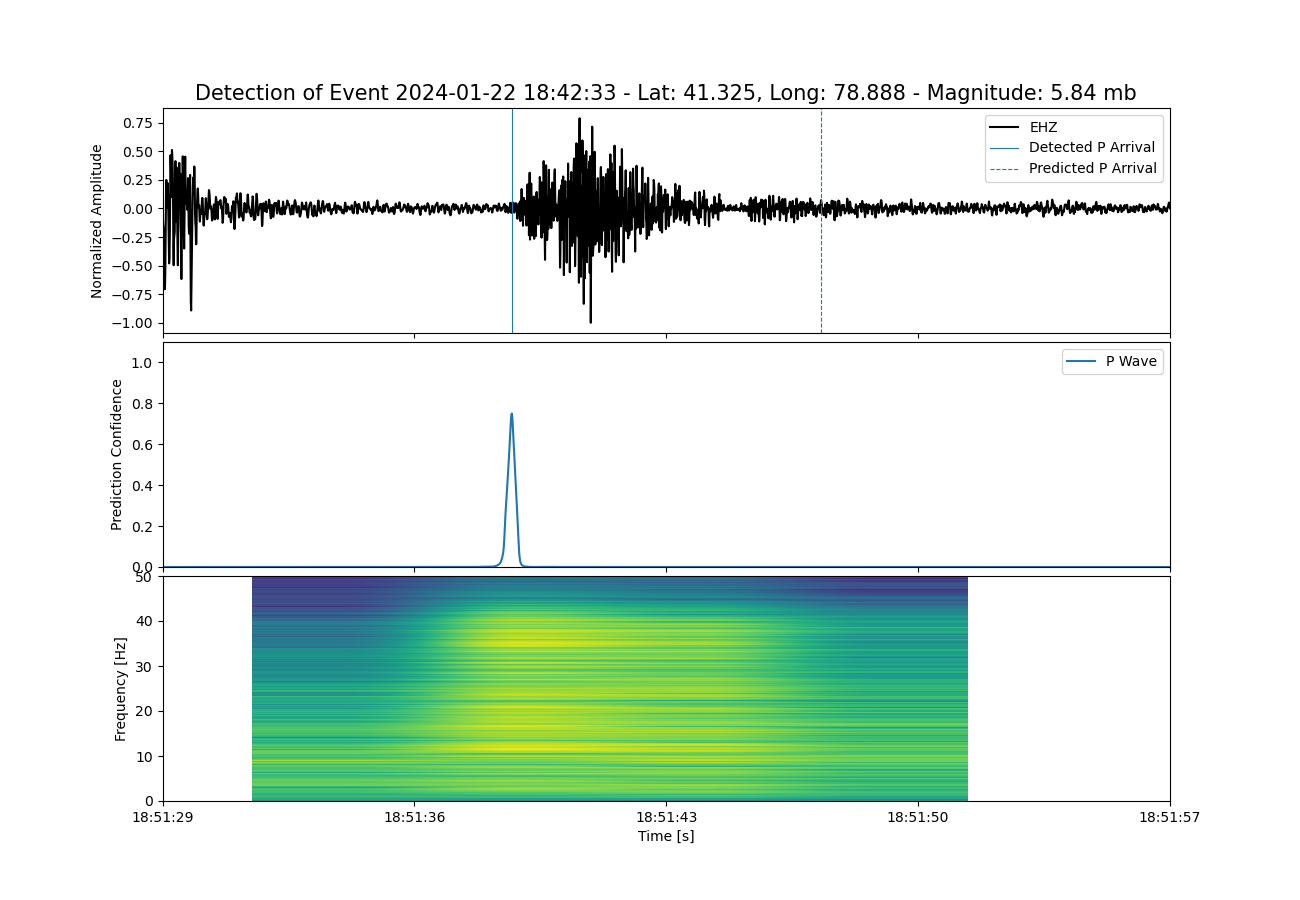 Detection of Event 2024-01-22 18:42:33 - Lat: 41.325, Long: 78.888 - Magnitude: 5.84 mb
Normalized Amplitude
0.75
0.50
0.25
0.00
−0.25
−0.50
−0.75
−1.00
EHZ
Detected P Arrival
Predicted P Arrival
Prediction Confidence
1.0
0.8
0.6
0.4
0.2
0.0
P Wave
Frequency [Hz]
50
40
30
20
10
0
18:51:29 18:51:36 18:51:43 18:51:50 18:51:57
Time [s]